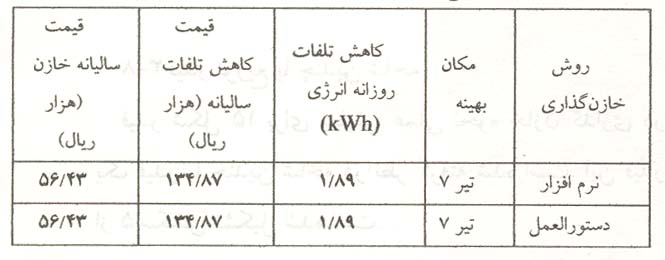 روش خازن‌گذاری | مکان بهینه | کاهش تلفات روزانه انرژی (kWh) | قیمت کاهش تلفات سالیانه (هزار ریال) | قیمت سالیانه خازن (هزار ریال)
نرم افزار | تیر ۷ | ۱/۸۹ | ۱۳۴/۸۷ | ۵۶/۴۳
دستورالعمل | تیر ۷ | ۱/۸۹ | ۱۳۴/۸۷ | ۵۶/۴۳